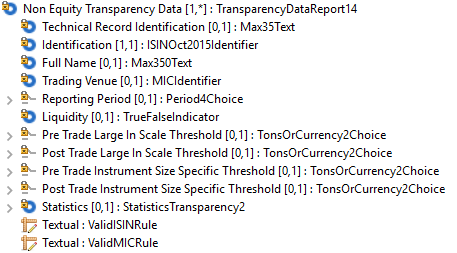 Non Equity Transparency Data [1,*] : TransparencyDataReport14
Technical Record Identification [0,1] : Max35Text
Identification [1,1] : ISINOct2015Identifier
Full Name [0,1] : Max350Text
Trading Venue [0,1] : MICIdentifier
Reporting Period [0,1] : Period4Choice
Liquidity [0,1] : TrueFalseIndicator
Pre Trade Large In Scale Threshold [0,1] : TonsOrCurrency2Choice
Post Trade Large In Scale Threshold [0,1] : TonsOrCurrency2Choice
Pre Trade Instrument Size Specific Threshold [0,1] : TonsOrCurrency2Choice
Post Trade Instrument Size Specific Threshold [0,1] : TonsOrCurrency2Choice
Statistics [0,1] : StatisticsTransparency2
Textual : ValidISINRule
Textual : ValidMICRule